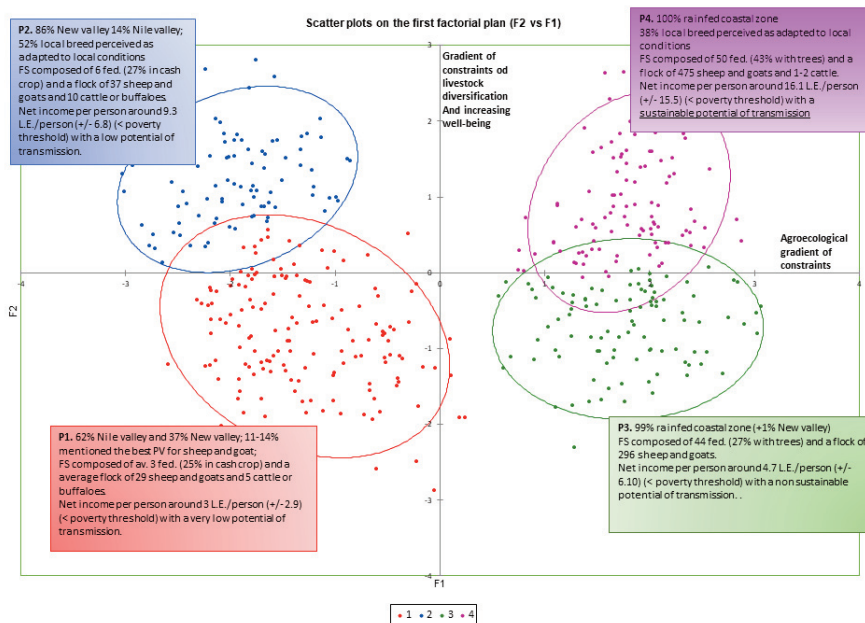 Scatter plots on the first factorial plan (F2 vs F1)
P2. 86% New valley 14% Nile valley;
52% local breed perceived as
adapted to local conditions
FS composed of 6 fed. (27% in cash
crop) and a flock of 37 sheep and
goats and 10 cattle or buffaloes.
Net income per person around 9.3
L.E./person (+/- 6.8) (< poverty
threshold) with a low potential of
transmission.
Gradient of
constraints od
livestock
diversification
And increasing
well-being
P4. 100% rainfed coastal zone
38% local breed perceived as adapted to local
conditions
FS composed of 50 fed. (43% with trees) and a
flock of 475 sheep and goats and 1-2 cattle.
Net income per person around 16.1 L.E./person
(+/- 15.5) (< poverty threshold) with a
sustainable potential of transmission
Agroecological
gradient of
constraints
3
2
1
0
-1
-2
-3
-4
-4
-3
-2
-1
0
1
2
3
4
F2
F1
P1. 62% Nile valley and 37% New valley; 11-14%
mentioned the best PV for sheep and goat;
FS composed of av. 3 fed. (25% in cash crop) and a
average flock of 29 sheep and goats and 5 cattle or
buffaloes.
Net income per person around 3 L.E./person (+/-2.9)
(< poverty threshold) with a very low potential of
transmission.
P3. 99% rainfed coastal zone (+1% New valley)
FS composed of 44 fed. (27% with trees) and a flock of
296 sheep and goats.
Net income per person around 4.7 L.E./person (+/-
6.10) (< poverty threshold) with a non sustainable
potential of transmission. .
1 2 3 4